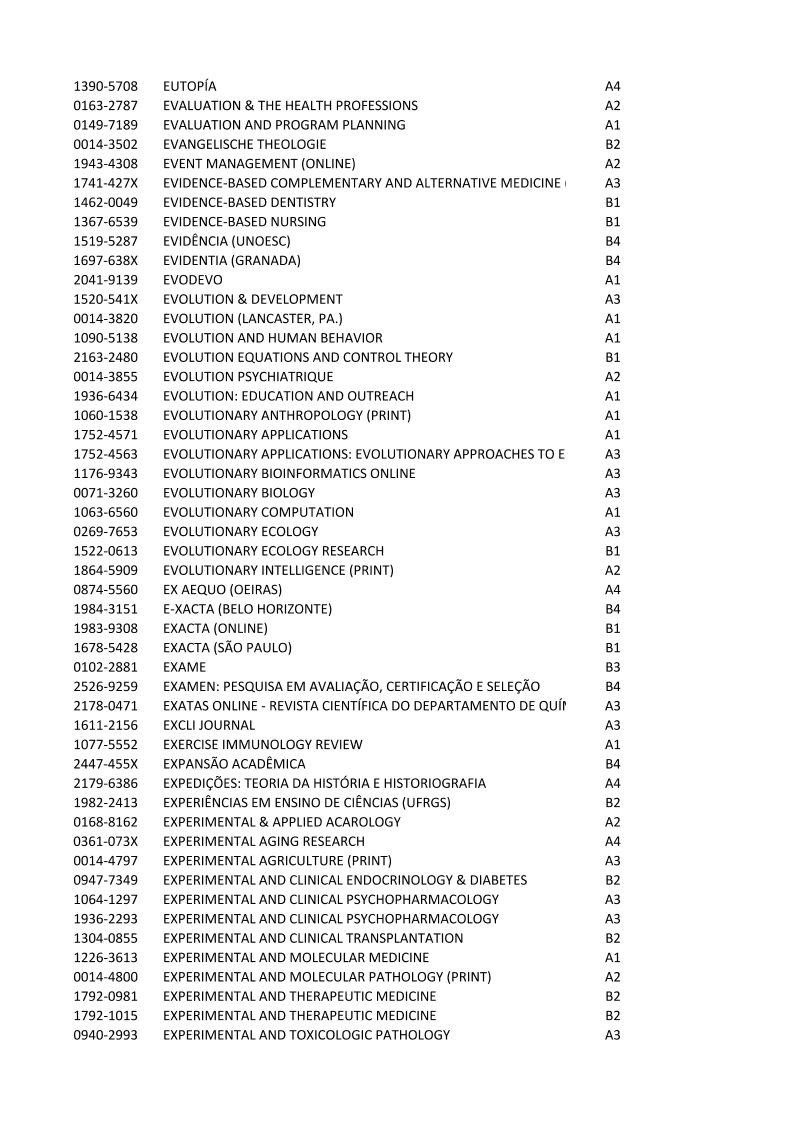 1390-5708 EUTOPÍA A4
0163-2787 EVALUATION & THE HEALTH PROFESSIONS A2
0149-7189 EVALUATION AND PROGRAM PLANNING A1
0014-3502 EVANGELISCHE THEOLOGIE B2
1943-4308 EVENT MANAGEMENT (ONLINE) A2
1741-427X EVIDENCE-BASED COMPLEMENTARY AND ALTERNATIVE MEDICINE ( A3
1462-0049 EVIDENCE-BASED DENTISTRY B1
1367-6539 EVIDENCE-BASED NURSING B1
1519-5287 EVIDÊNCIA (UNOESC) B4
1697-638X EVIDENTIA (GRANADA) B4
2041-9139 EVODEVO A1
1520-541X EVOLUTION & DEVELOPMENT A3
0014-3820 EVOLUTION (LANCASTER, PA.) A1
1090-5138 EVOLUTION AND HUMAN BEHAVIOR A1
2163-2480 EVOLUTION EQUATIONS AND CONTROL THEORY B1
0014-3855 EVOLUTION PSYCHIATRIQUE A2
1936-6434 EVOLUTION: EDUCATION AND OUTREACH A1
1060-1538 EVOLUTIONARY ANTHROPOLOGY (PRINT) A1
1752-4571 EVOLUTIONARY APPLICATIONS A1
1752-4563 EVOLUTIONARY APPLICATIONS: EVOLUTIONARY APPROACHES TO E A3
1176-9343 EVOLUTIONARY BIOINFORMATICS ONLINE A3
0071-3260 EVOLUTIONARY BIOLOGY A3
1063-6560 EVOLUTIONARY COMPUTATION A1
0269-7653 EVOLUTIONARY ECOLOGY A3
1522-0613 EVOLUTIONARY ECOLOGY RESEARCH B1
1864-5909 EVOLUTIONARY INTELLIGENCE (PRINT) A2
0874-5560 EX AEQUO (OEIRAS) A4
1984-3151 E-XACTA (BELO HORIZONTE) B4
1983-9308 EXACTA (ONLINE) B1
1678-5428 EXACTA (SÃO PAULO) B1
0102-2881 EXAME B3
2526-9259 EXAMEN: PESQUISA EM AVALIAÇÃO, CERTIFICAÇÃO E SELEÇÃO B4
2178-0471 EXATAS ONLINE - REVISTA CIENTÍFICA DO DEPARTAMENTO DE QUÍ A3
1611-2156 EXCLI JOURNAL A3
1077-5552 EXERCISE IMMUNOLOGY REVIEW A1
2447-455X EXPANSÃO ACADÊMICA B4
2179-6386 EXPEDIÇÕES: TEORIA DA HISTÓRIA E HISTORIOGRAFIA A4
1982-2413 EXPERIÊNCIAS EM ENSINO DE CIÊNCIAS (UFRGS) B2
0168-8162 EXPERIMENTAL & APPLIED ACAROLOGY A2
0361-073X EXPERIMENTAL AGING RESEARCH A4
0014-4797 EXPERIMENTAL AGRICULTURE (PRINT) A3
0947-7349 EXPERIMENTAL AND CLINICAL ENDOCRINOLOGY & DIABETES B2
1064-1297 EXPERIMENTAL AND CLINICAL PSYCHOPHARMACOLOGY A3
1936-2293 EXPERIMENTAL AND CLINICAL PSYCHOPHARMACOLOGY A3
1304-0855 EXPERIMENTAL AND CLINICAL TRANSPLANTATION B2
1226-3613 EXPERIMENTAL AND MOLECULAR MEDICINE A1
0014-4800 EXPERIMENTAL AND MOLECULAR PATHOLOGY (PRINT) A2
1792-0981 EXPERIMENTAL AND THERAPEUTIC MEDICINE B2
1792-1015 EXPERIMENTAL AND THERAPEUTIC MEDICINE B2
0940-2993 EXPERIMENTAL AND TOXICOLOGIC PATHOLOGY A3